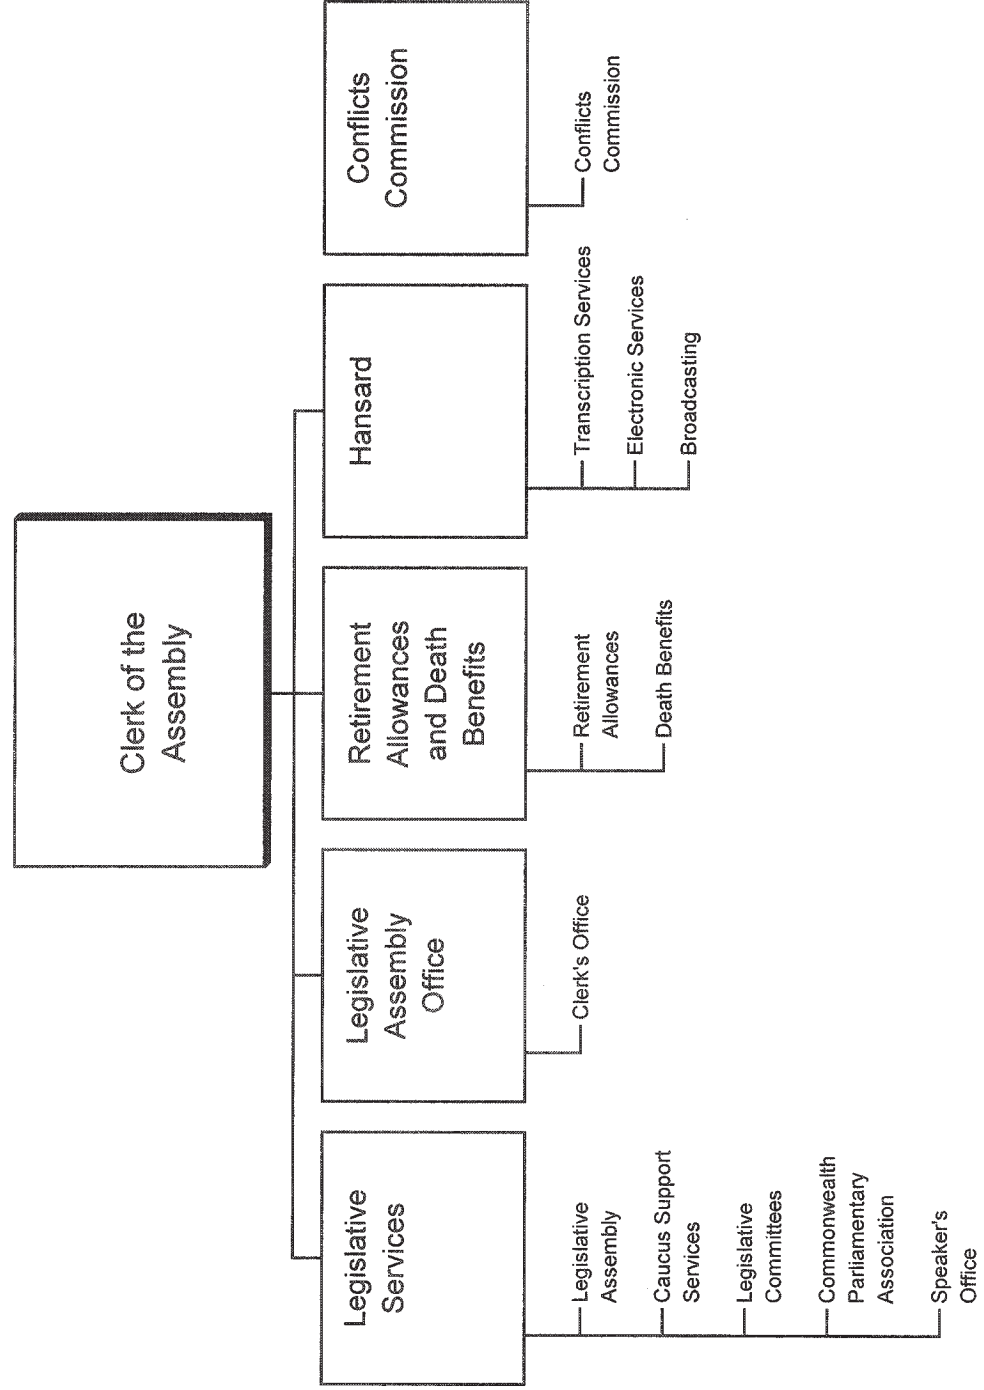 Clerk of the
Assembly
Legislative
Services
Legislative
Assembly
Caucus Support
Services
Legislative
Committees
Commonwealth
Parliamentary
Association
Speaker's
Office
Legislative
Assembly
Office
Clerk's Office
Retirement
Allowances
and Death
Benefits
Retirement
Allowances
Death Benefits
Hansard
Transcription Services
Electronic Services
Broadcasting
Conflicts
Commission
Conflicts
Commission